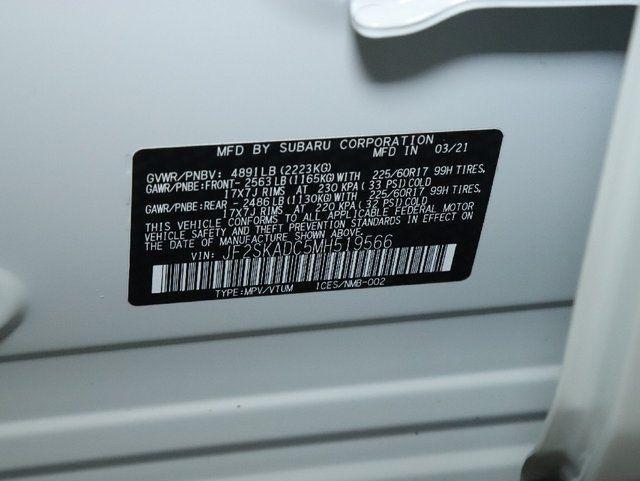 MFD BY SUBARU CORPORATION
MFD IN 03/21
GVWR/PNBV: 4891LB (2223KG)
GAWR/PNBE:FRONT- 2563LB (1165KG)WITH 225/60R17 99H TIRES,
17X7J RIMS AT 230 KPA(33 PSI)COLD
GAWR/PNBE:REAR - 2486LB (1130KG)WITH 225/60R17 99H TIRES,
17X7J RIMS AT 220 KPA(32 PSI)COLD
THIS VEHICLE CONFORMS TO ALL APPLICABLE FEDERAL MOTOR
VEHICLE SAFETY AND THEFT PREVENTION STANDARDS IN EFFECT ON
THE DATE OF MANUFACTURE SHOWN ABOVE.
VIN: JF2SKADC5MH519566
TYPE:MPV/VTUM ICES/NMB-002